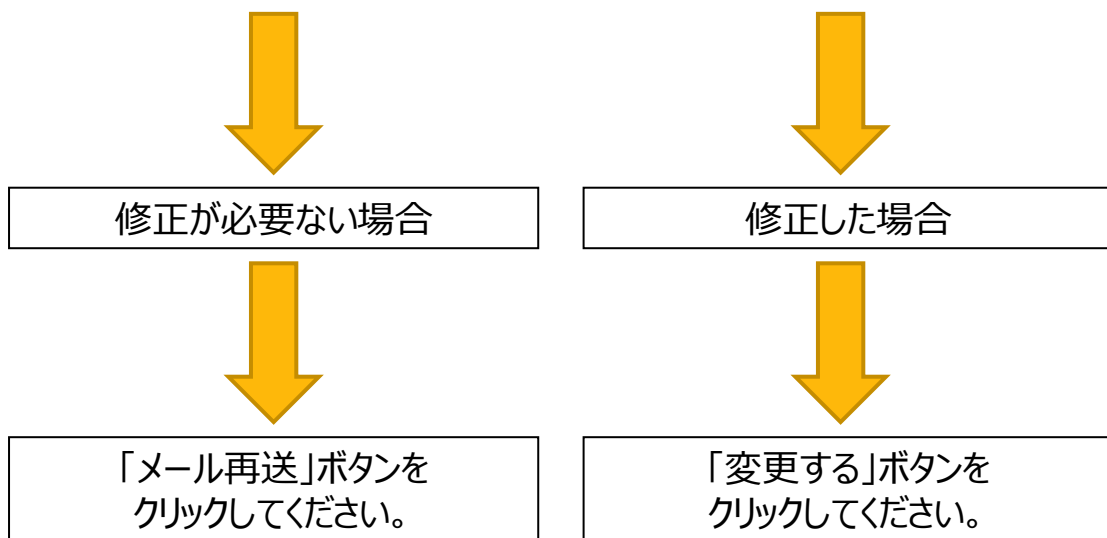 修正が必要ない場合
修正した場合
「メール再送」ボタンを
クリックしてください。
「変更する」ボタンを
クリックしてください。